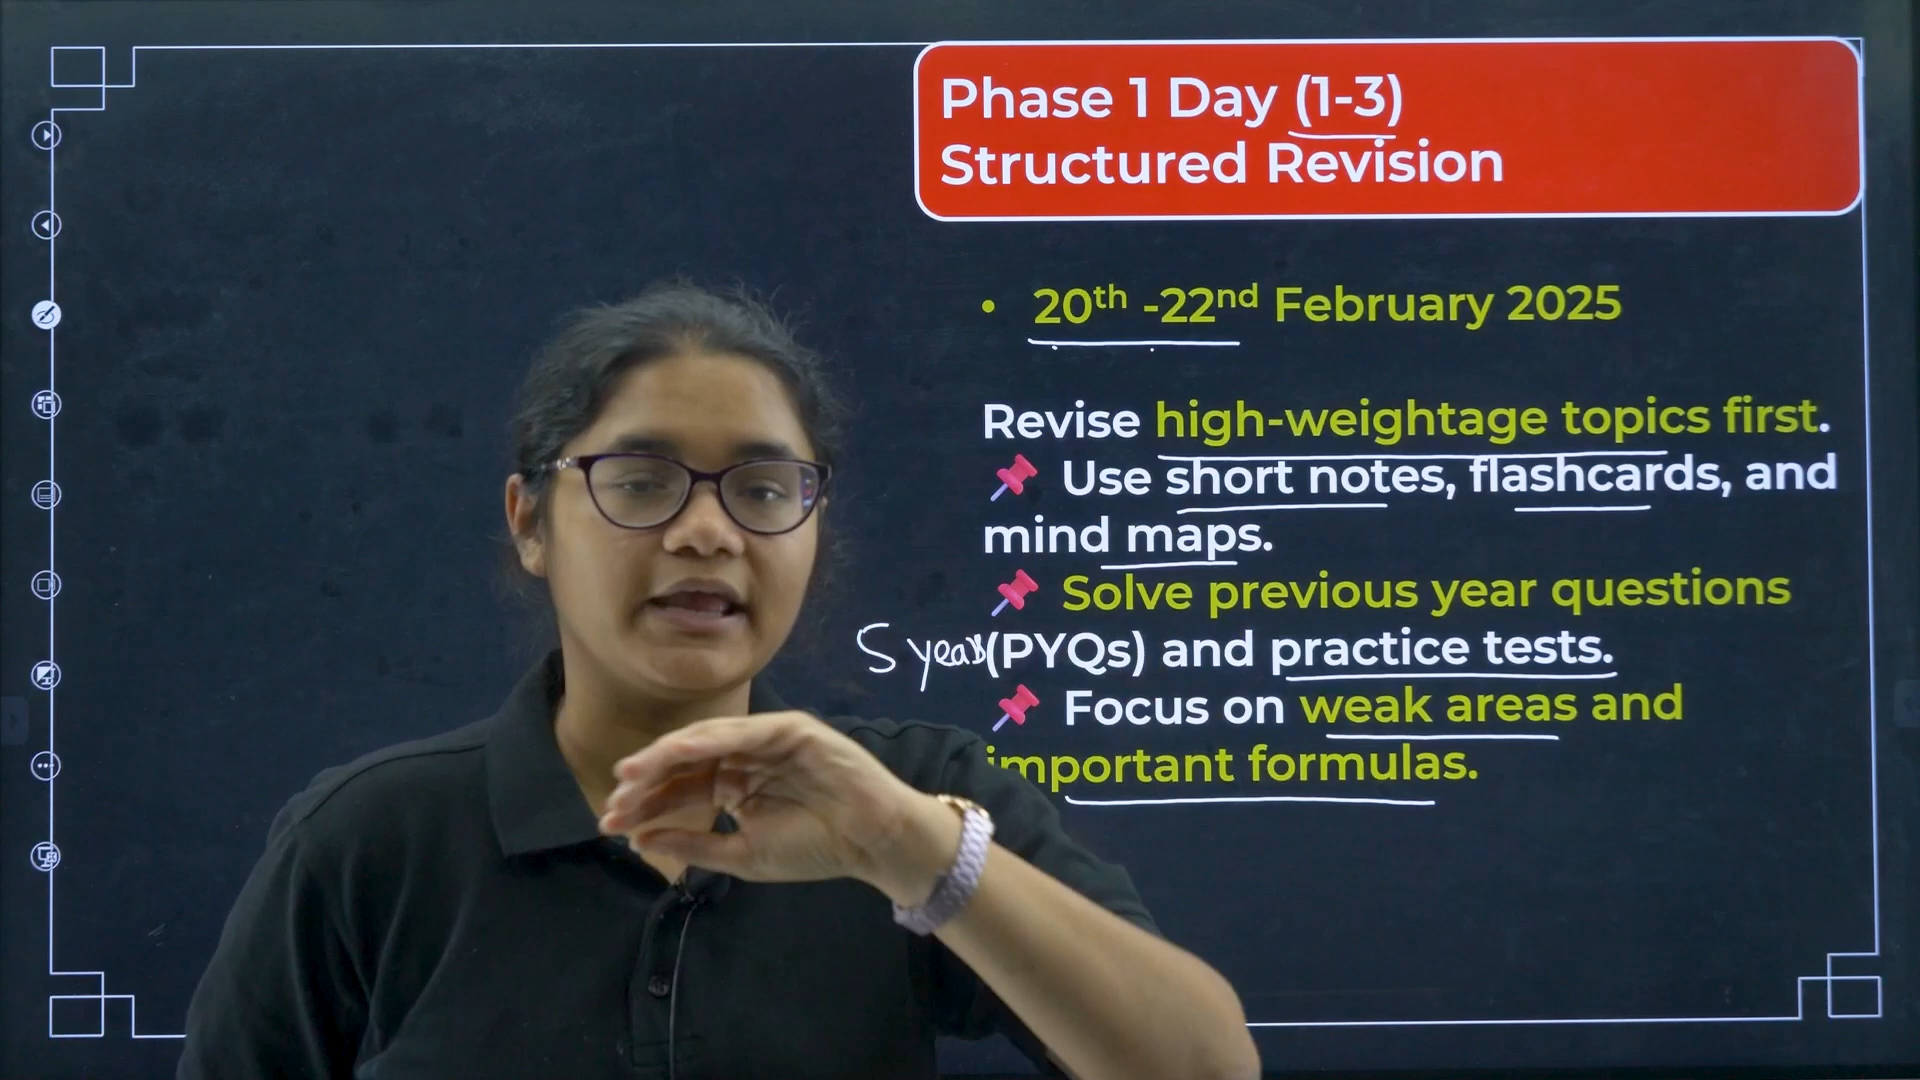 Phase 1 Day (1-3)
Structured Revision
• 20th -22nd February 2025
Revise high-weightage topics first.
📌 Use short notes, flashcards, and
mind maps.
📌 Solve previous year questions
5 years (PYQs) and practice tests.
📌 Focus on weak areas and
important formulas.